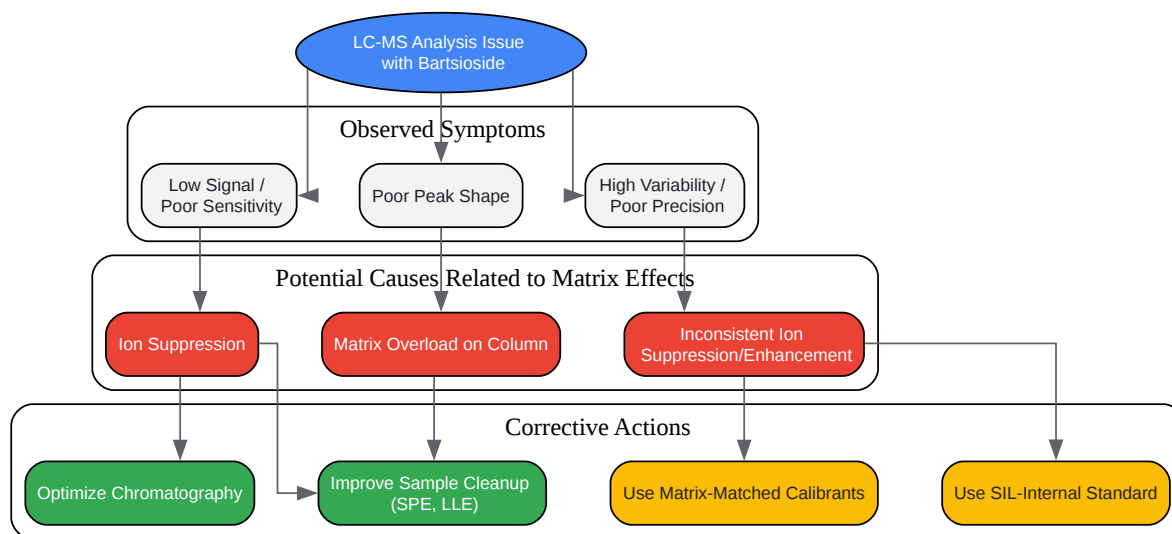 LC-MS Analysis Issue
with Bartsioside
Observed Symptoms
Low Signal /
Poor Sensitivity
Poor Peak Shape
High Variability /
Poor Precision
Potential Causes Related to Matrix Effects
Ion Suppression
Matrix Overload on Column
Inconsistent Ion
Suppression/Enhancement
Corrective Actions
Optimize Chromatography
Improve Sample Cleanup
(SPE, LLE)
Use Matrix-Matched Calibrants
Use SIL-Internal Standard